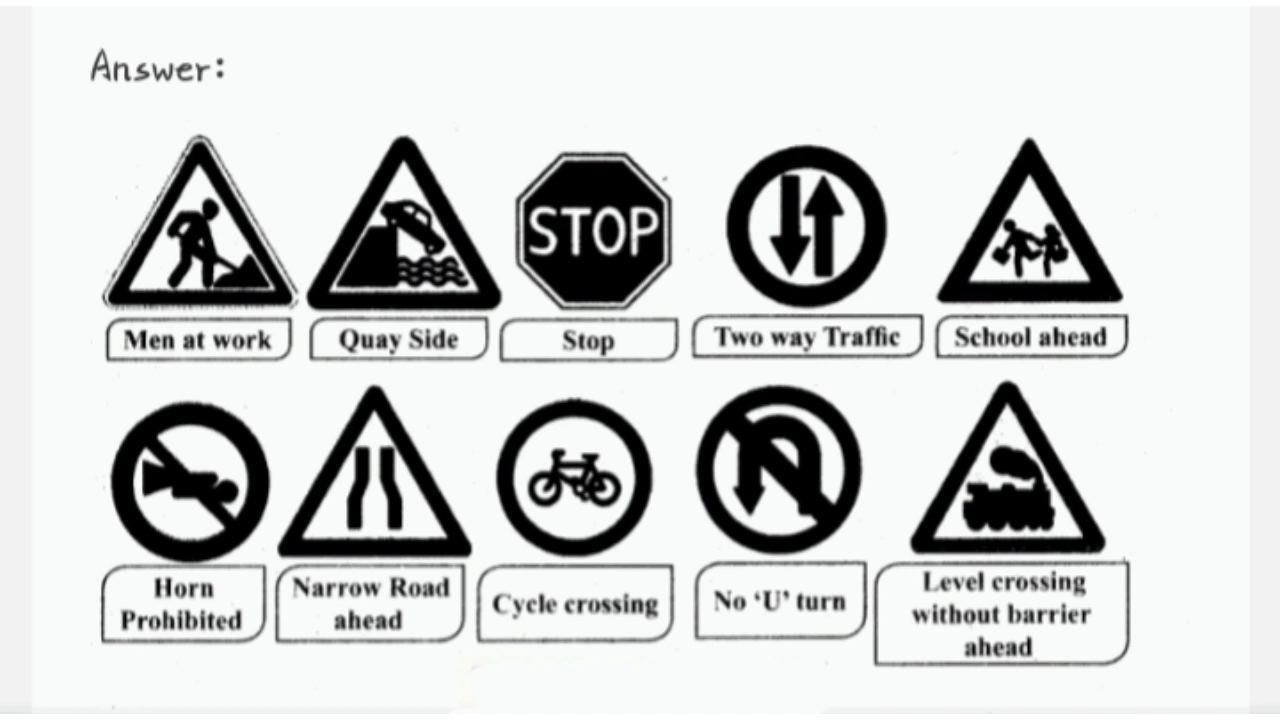 Answer:
STOP
Men at work
Quay Side
Stop
Two way Traffic
School ahead
Horn
Prohibited
Narrow Road
ahead
Cycle crossing
No ‘U’ turn
Level crossing
without barrier
ahead